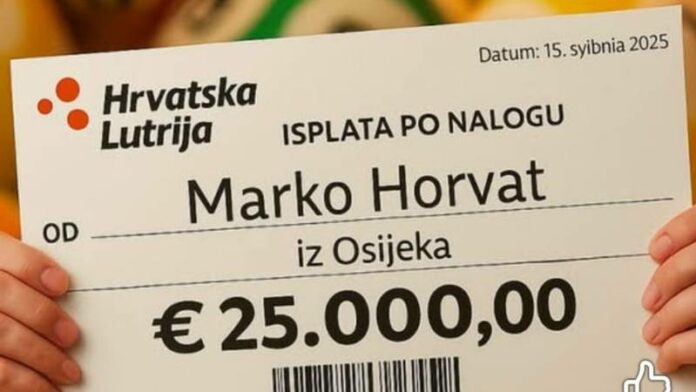 Datum: 15. syibnia 2025
Hrvatska
Lutrija
ISPLATA PO NALOGU
Marko Horvat
OD
iz Osijeka
€ 25.000,00